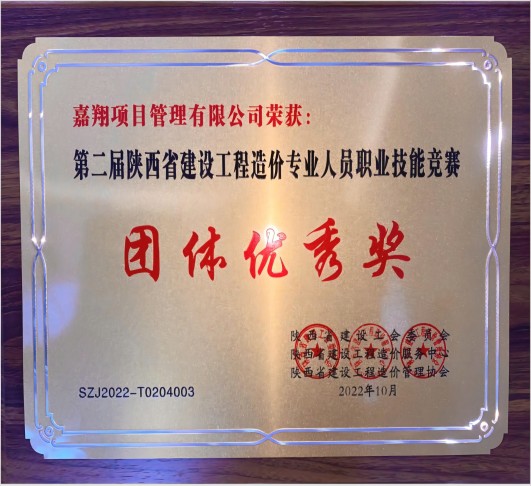 嘉翔项目管理有限公司荣获：
第二届陕西省建设工程造价专业人员职业技能竞赛
团体优秀奖
陕西省建设工会委员会
陕西省建设工程造价服务中心
陕西省建设工程造价管理协会
SZJ2022-T0204003
2022年10月